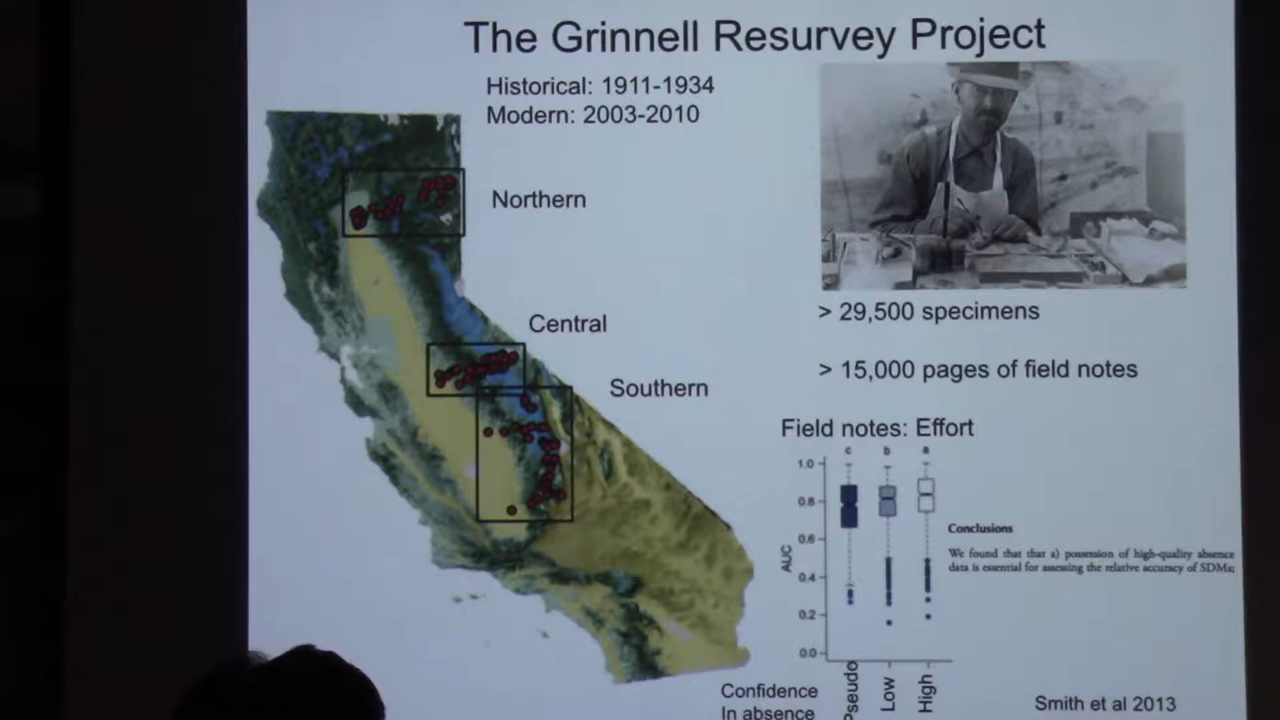 The Grinnell Resurvey Project
Historical: 1911-1934
Modern: 2003-2010
Northern
Central
Southern
> 29,500 specimens
> 15,000 pages of field notes
Field notes: Effort
c b a
1.0
0.8
0.6
0.4
0.2
0.0
AUC
Conclusions
We found that that a) possession of high-quality absence
data is essential for assessing the relative accuracy of SDMs;
Pseudo
Low
High
Confidence
In absence
Smith et al 2013